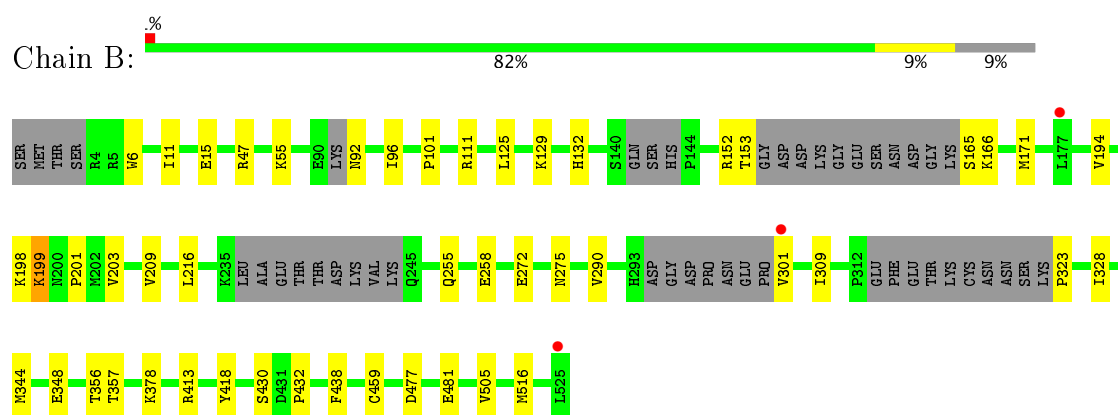 .%
Chain B:
82% 9% 9%
SER MET THR SER R4 R5 W6 I11 E15 R47 K55 E90 LYS N92 I96 P101 R111 L125 K129 H132 S140 GLN SER HIS P144 R152 T153 GLY ASP ASP LYS GLY GLU SER ASN ASP GLY LYS S165 K166 M171 L177 V194
K198 K199 N200 P201 M202 V203 V209 L216 K235 LEU ALA GLU THR THR ASP LYS VAL LYS Q245 Q255 E258 E272 N275 V290 H293 ASP GLY ASP PRO ASN GLU PRO V301 I309 P312 GLU PHE GLU THR LYS CYS ASN ASN SER LYS P323 I328
M344 E348 T356 T357 K378 R413 Y418 S430 D431 P432 F438 C459 D477 E481 V505 M516 L525